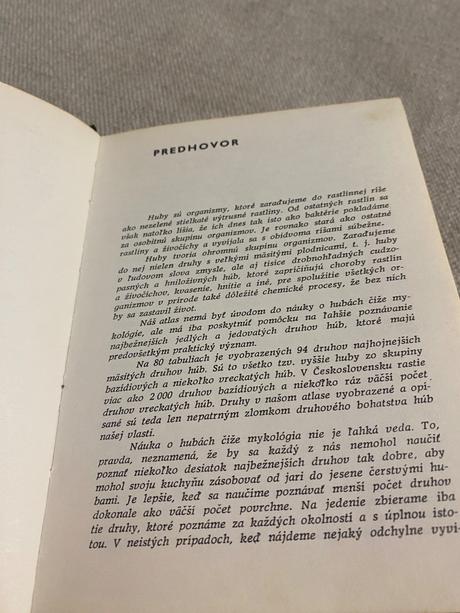 PREDHOVOR
Huby sú organizmy, ktoré zaraďujeme do rastlinnej ríše
ako nezelené stielkaté výtrusné rastliny. Od ostatných rastlín sa
však natoľko líšia, že ich dnes tak isto ako baktérie pokladáme
za osobitnú skupinu organizmov. Je rovnako stará ako ostatné
rastliny a živočíchy a vyvíjala sa s obidvoma ríšami súbežne.
Huby tvoria ohromnú skupinu organizmov. Zaraďujeme
do nej nielen druhy s veľkými mäsitými plodnicami, t. j. huby
v ľudovom slova zmysle, ale aj tisíce drobnohľadných cudzo-
pasných a hniloživných húb, ktoré zapríčiňujú choroby rastlín
a živočíchov, kvasenie, hnitie a iné, pre spolužitie všetkých or-
ganizmov v prírode také dôležité chemické procesy, že bez nich
by sa zastavil život.
Náš atlas nemá byť úvodom do náuky o hubách čiže my-
kológie, ale má iba poskytnúť pomôcku na ľahšie poznávanie
najbežnejších jedlých a jedovatých druhov húb, ktoré majú
predovšetkým praktický význam.
Na 80 tabuliach je vyobrazených 94 druhov najhojnejších
mäsitých druhov húb. Sú to všetko tzv. vyššie huby zo skupiny
bazídiových a niekoľko vreckatých húb. V Československu rastie
viac ako 2 000 druhov bazídiových a niekoľko ráz väčší počet
druhov vreckatých húb. Druhy v našom atlase vyobrazené a opí-
sané sú teda len nepatrným zlomkom druhového bohatstva húb
našej vlasti.
Náuka o hubách čiže mykológia nie je ľahká veda. To,
pravda, neznamená, že by sa každý z nás nemohol naučiť
poznať niekoľko desiatok najbežnejších druhov tak dobre, aby
mohol svoju kuchyňu zásobovať od jari do jesene čerstvými hu-
bami. Je lepšie, keď sa naučíme poznávať menší počet druhov
dokonale ako väčší počet povrchne. Na jedenie zbierame iba
tie druhy, ktoré poznáme za každých okolností a s úplnou isto-
tou. V neistých prípadoch, keď nájdeme nejaký odchylne vyvi-